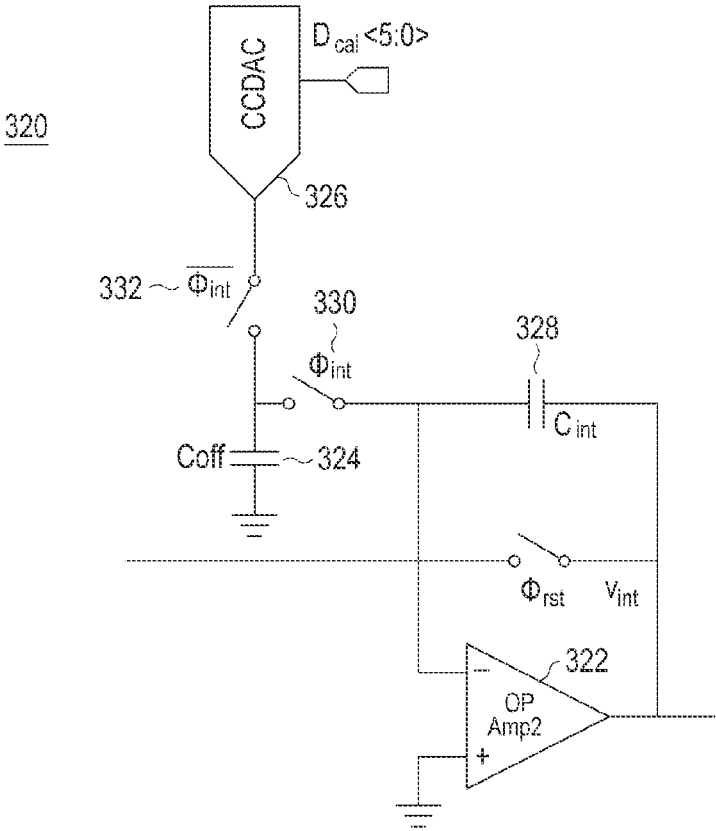 D_cal <5:0>
CCDAC
320
326
332
Φ_int
330
Φ_int
328
C_int
Coff
324
Φ_rst
V_int
322
−
OP
Amp2
+